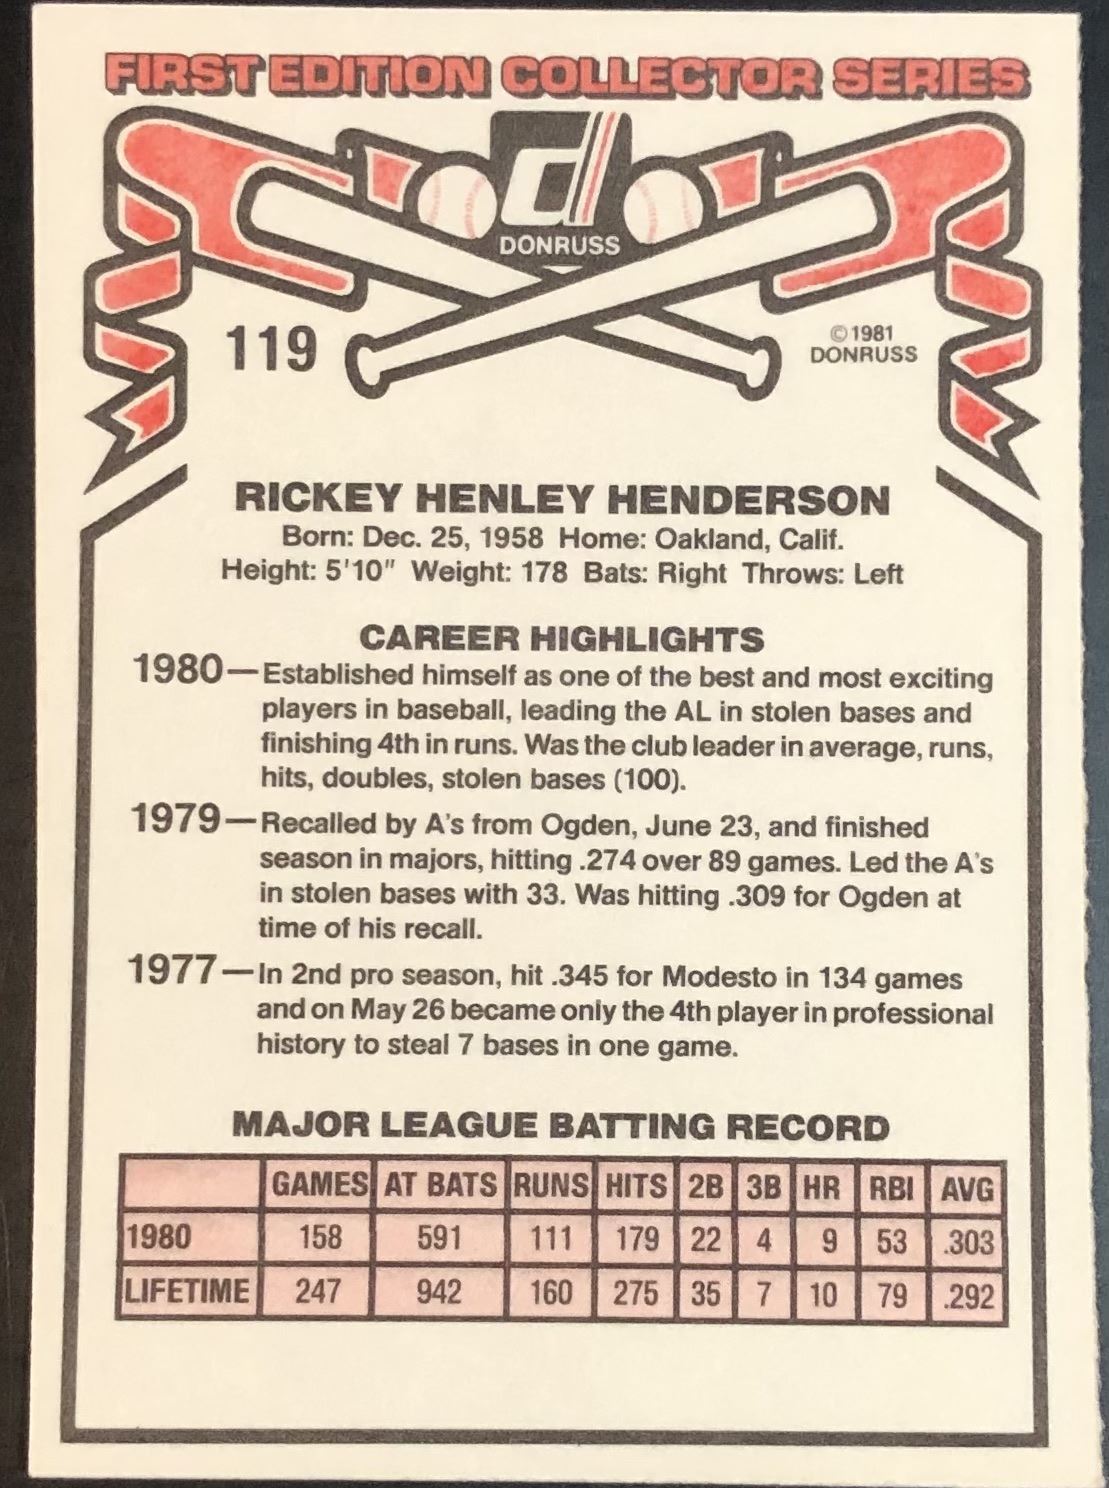 FIRST EDITION COLLECTOR SERIES
d
DONRUSS
119
© 1981
DONRUSS
RICKEY HENLEY HENDERSON
Born: Dec. 25, 1958 Home: Oakland, Calif.
Height: 5'10" Weight: 178 Bats: Right Throws: Left
CAREER HIGHLIGHTS
1980—Established himself as one of the best and most exciting
players in baseball, leading the AL in stolen bases and
finishing 4th in runs. Was the club leader in average, runs,
hits, doubles, stolen bases (100).
1979—Recalled by A's from Ogden, June 23, and finished
season in majors, hitting .274 over 89 games. Led the A's
in stolen bases with 33. Was hitting .309 for Ogden at
time of his recall.
1977—In 2nd pro season, hit .345 for Modesto in 134 games
and on May 26 became only the 4th player in professional
history to steal 7 bases in one game.
MAJOR LEAGUE BATTING RECORD
GAMES AT BATS RUNS HITS 2B 3B HR RBI AVG
1980 158 591 111 179 22 4 9 53 .303
LIFETIME 247 942 160 275 35 7 10 79 .292